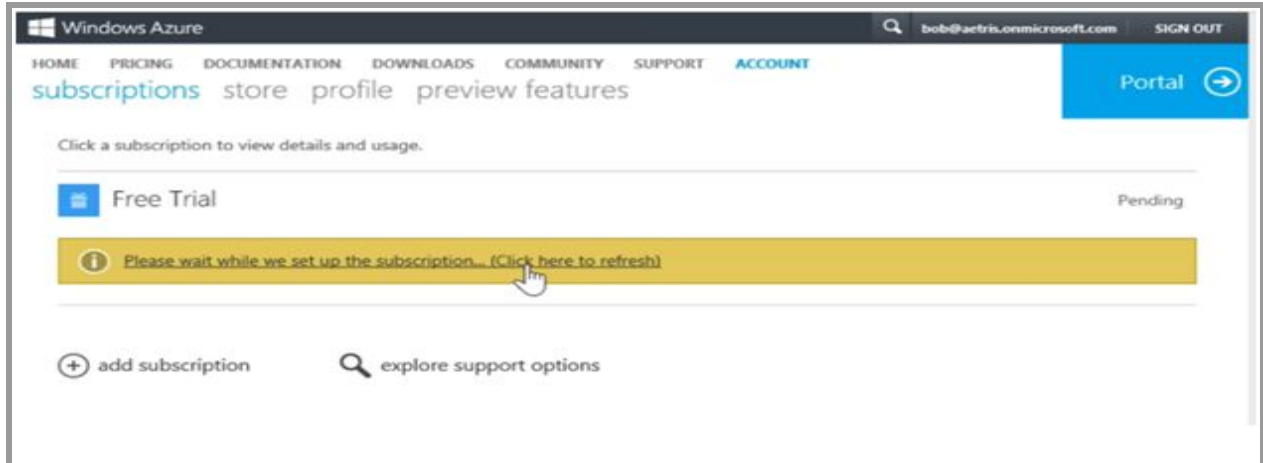 Windows Azure bob@aetris.onmicrosoft.com SIGN OUT
HOME PRICING DOCUMENTATION DOWNLOADS COMMUNITY SUPPORT ACCOUNT
subscriptions store profile preview features
Portal
Click a subscription to view details and usage.
Free Trial Pending
Please wait while we set up the subscription... (Click here to refresh)
add subscription explore support options